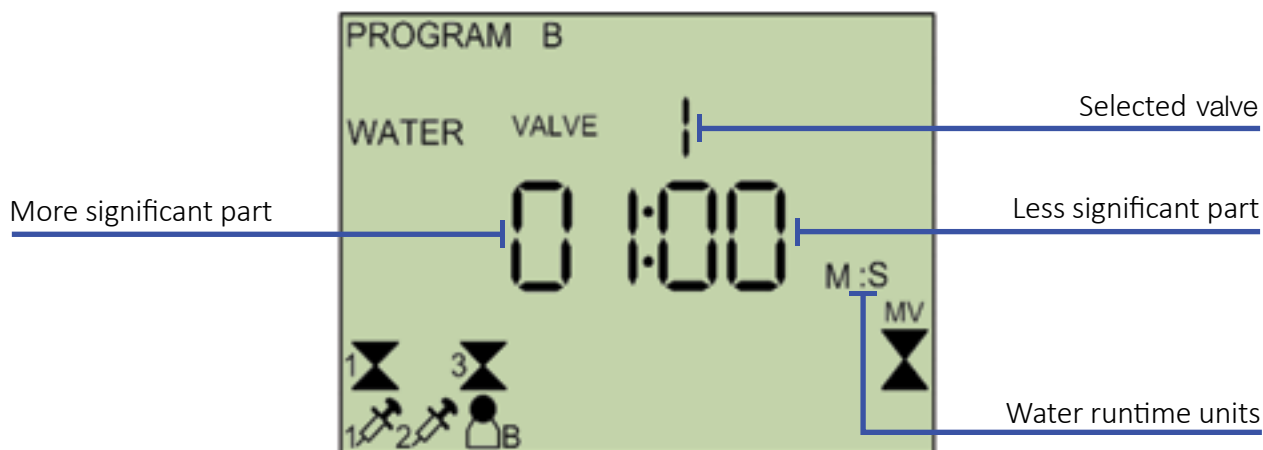 PROGRAM B
Selected valve
WATER VALVE 1
More significant part
01:00
Less significant part
M :S
MV
1 3
Water runtime units
1 2 B